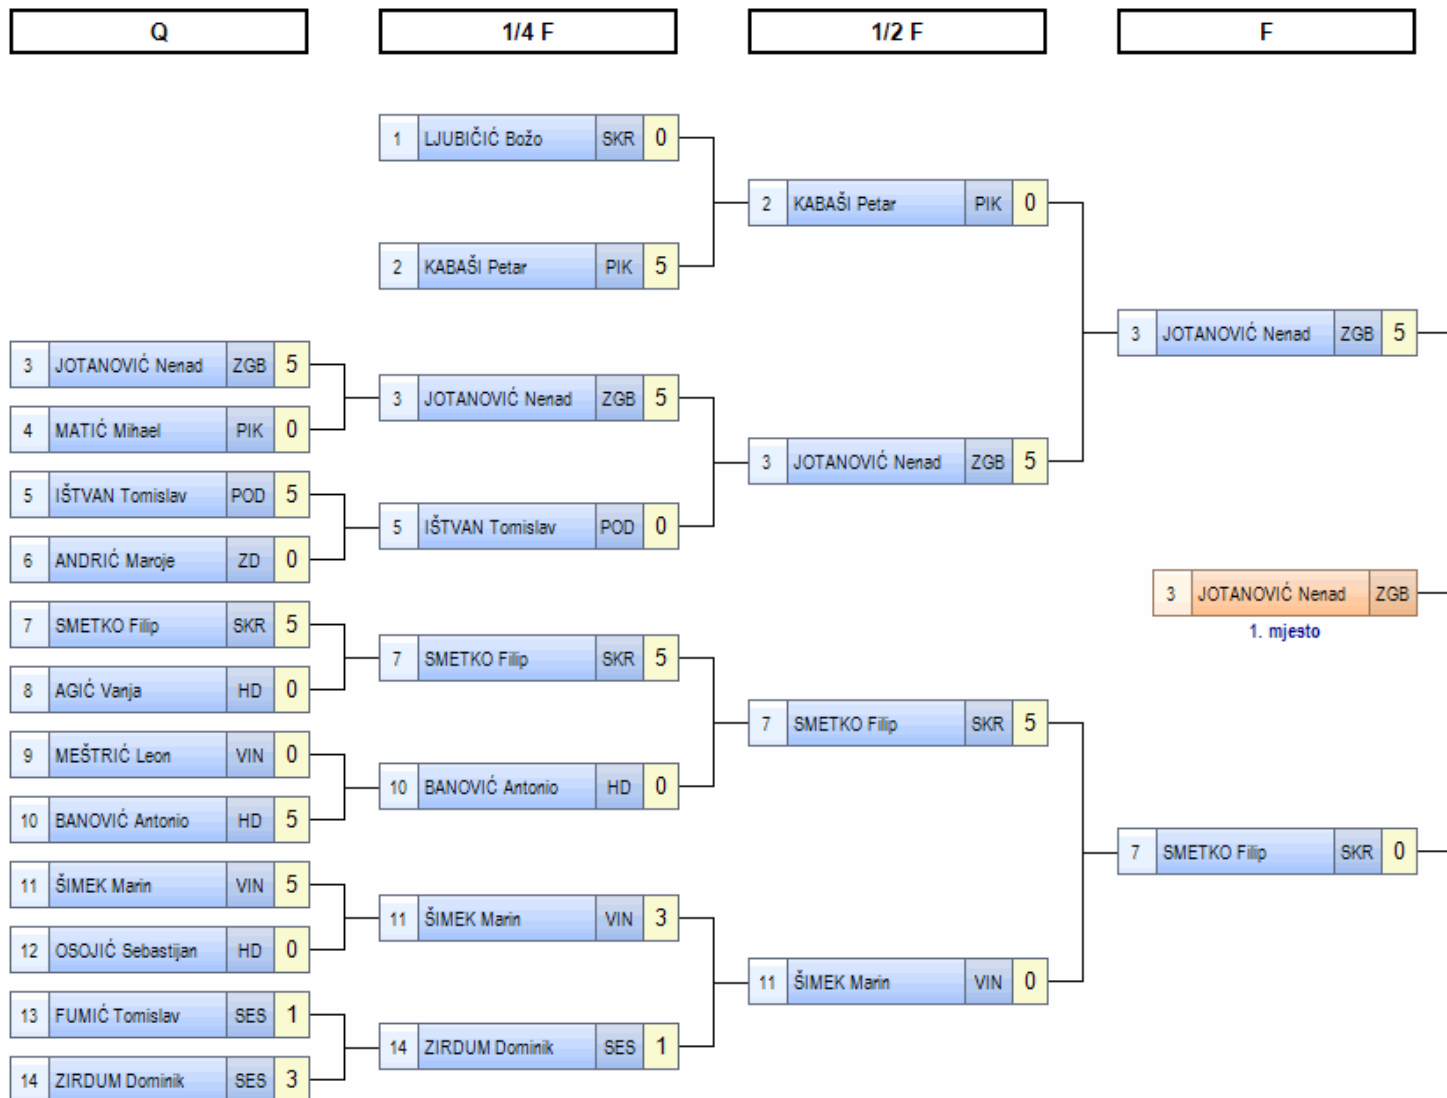 Q
1/4 F
1/2 F
F
1 LJUBIČIĆ Božo SKR 0
2 KABAŠI Petar PIK 0
2 KABAŠI Petar PIK 5
3 JOTANOVIĆ Nenad ZGB 5
3 JOTANOVIĆ Nenad ZGB 5
3 JOTANOVIĆ Nenad ZGB 5
4 MATIĆ Mihael PIK 0
3 JOTANOVIĆ Nenad ZGB 5
5 IŠTVAN Tomislav POD 5
5 IŠTVAN Tomislav POD 0
6 ANDRIĆ Maroje ZD 0
3 JOTANOVIĆ Nenad ZGB
1. mjesto
7 SMETKO Filip SKR 5
7 SMETKO Filip SKR 5
8 AGIĆ Vanja HD 0
7 SMETKO Filip SKR 5
9 MEŠTRIĆ Leon VIN 0
10 BANOVIĆ Antonio HD 0
10 BANOVIĆ Antonio HD 5
7 SMETKO Filip SKR 0
11 ŠIMEK Marin VIN 5
11 ŠIMEK Marin VIN 3
12 OSOJIĆ Sebastijan HD 0
11 ŠIMEK Marin VIN 0
13 FUMIĆ Tomislav SES 1
14 ZIRDUM Dominik SES 1
14 ZIRDUM Dominik SES 3